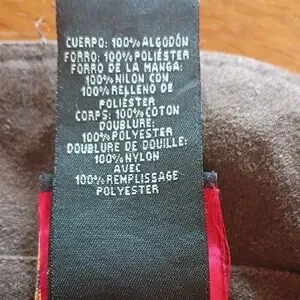 CUERPO: 100% ALGODÓN
FORRO: 100% POLIÉSTER
FORRO DE LA MANGA:
100% NILÓN CON
100% RELLENO DE
POLIÉSTER
CORPS: 100% COTON
DOUBLURE:
100% POLYESTER
DOUBLURE DE DOUILLE:
100% NYLON
AVEC
100% REMPLISSAGE
POLYESTER